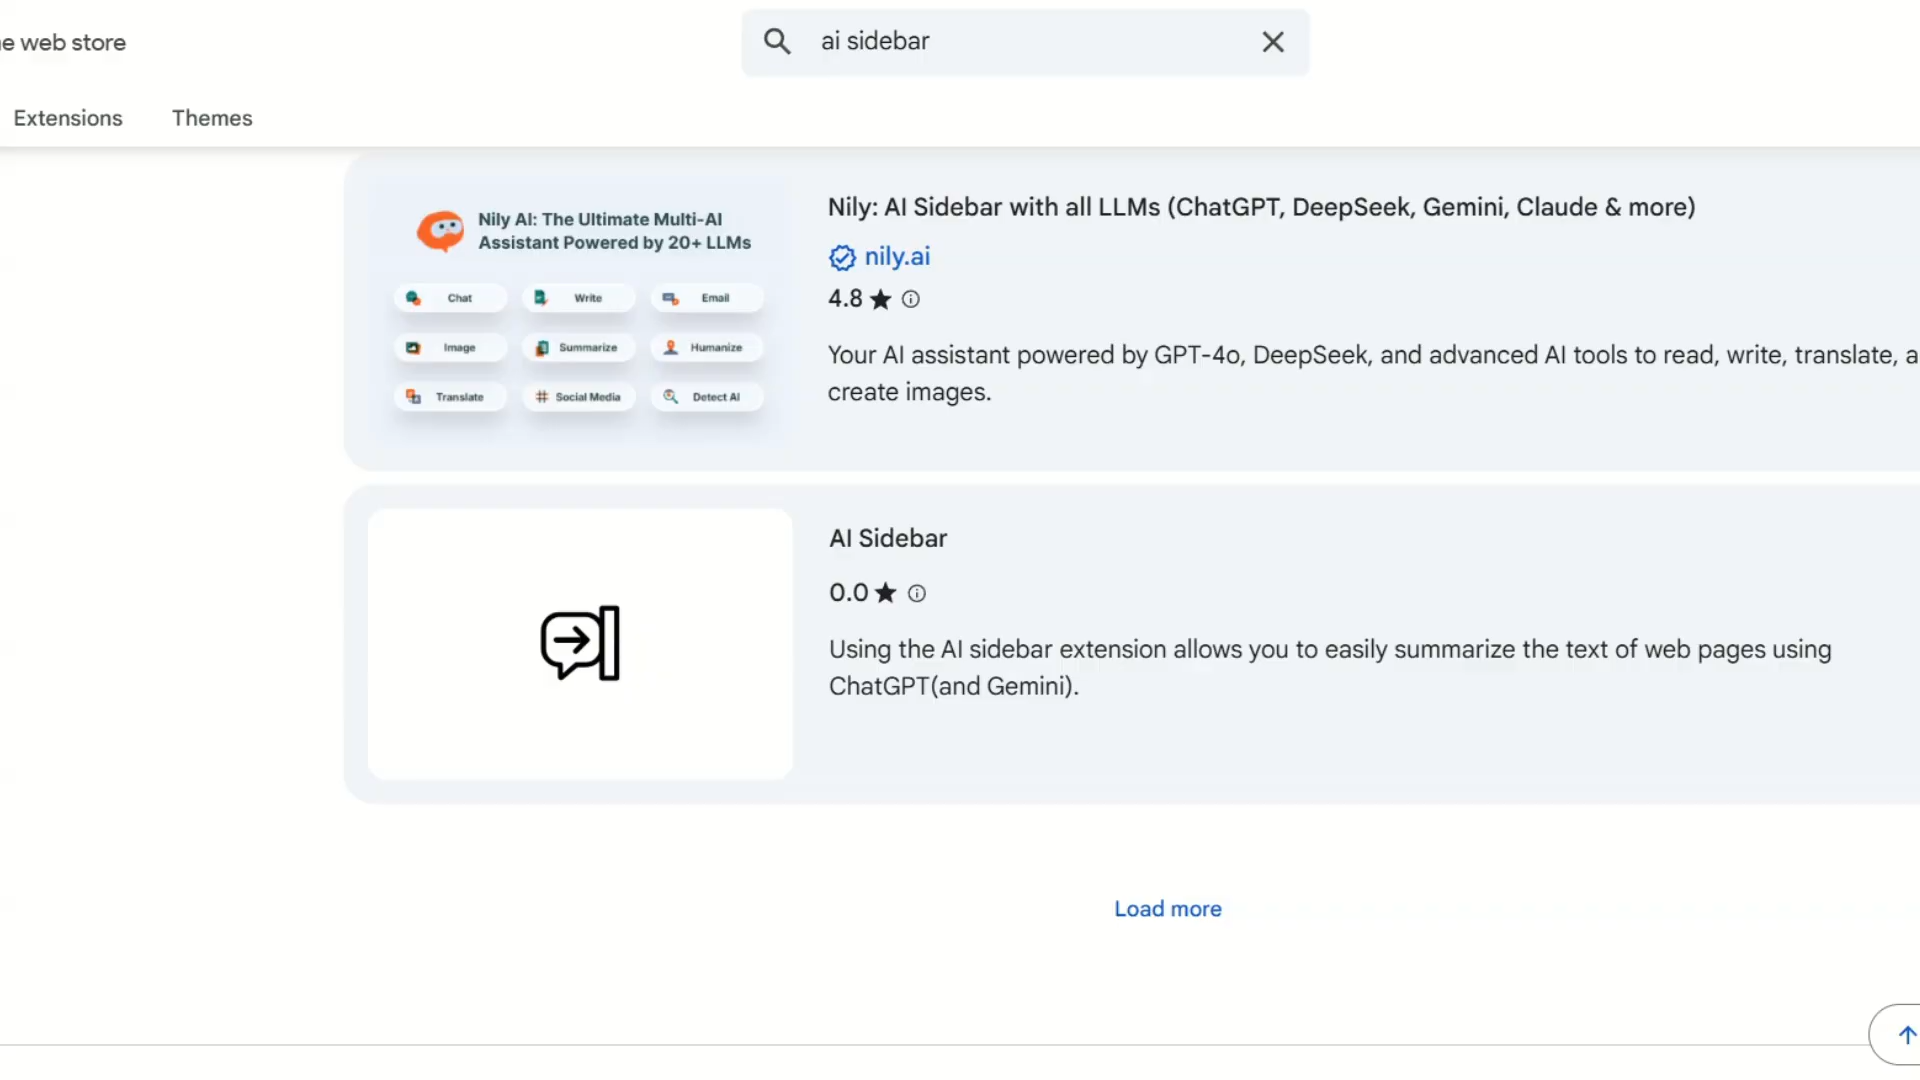 e web store
ai sidebar
Extensions
Themes
Nily AI: The Ultimate Multi-AI
Assistant Powered by 20+ LLMs
Chat
Write
Email
Image
Summarize
Humanize
Translate
Social Media
Detect AI
Nily: AI Sidebar with all LLMs (ChatGPT, DeepSeek, Gemini, Claude & more)
nily.ai
4.8
Your AI assistant powered by GPT-4o, DeepSeek, and advanced AI tools to read, write, translate, a
create images.
AI Sidebar
0.0
Using the AI sidebar extension allows you to easily summarize the text of web pages using
ChatGPT(and Gemini).
Load more